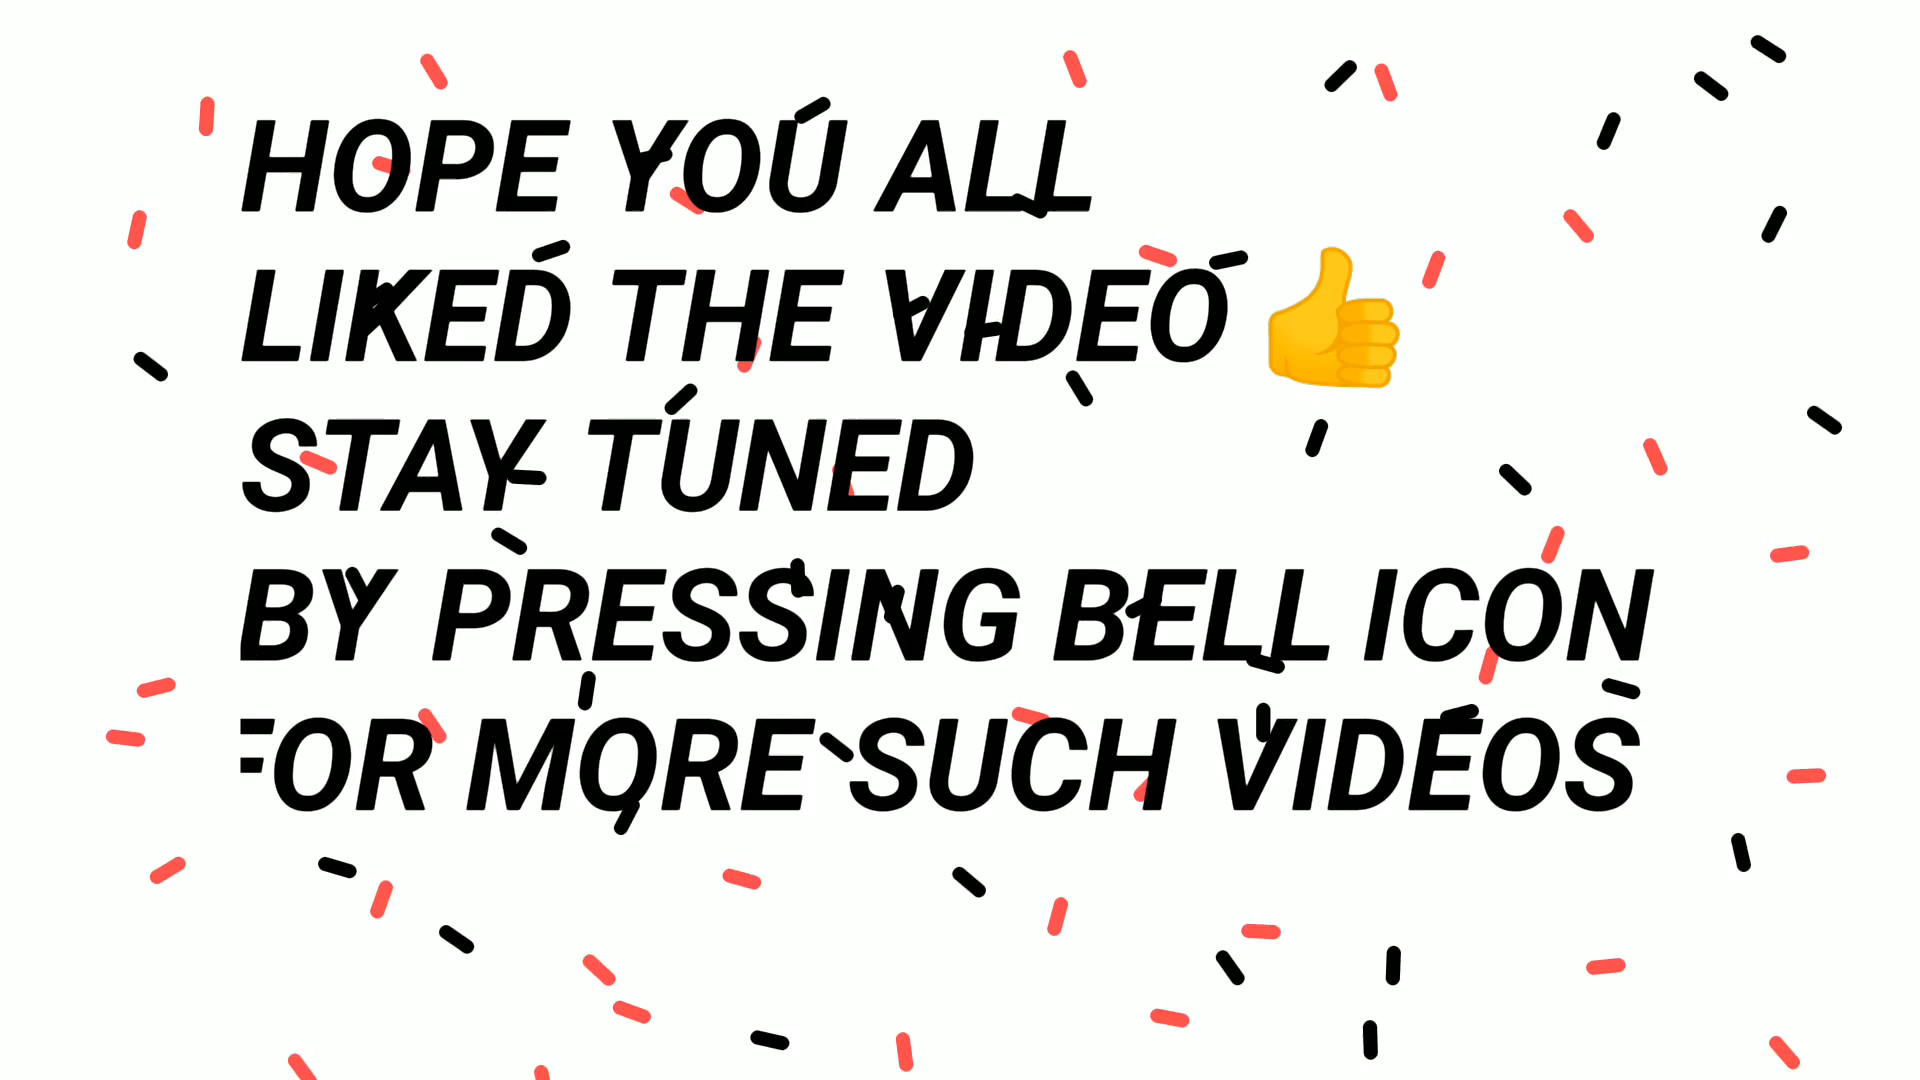 HOPE YOU ALL
LIKED THE VIDEO 👍
STAY TUNED
BY PRESSING BELL ICON
FOR MORE SUCH VIDEOS